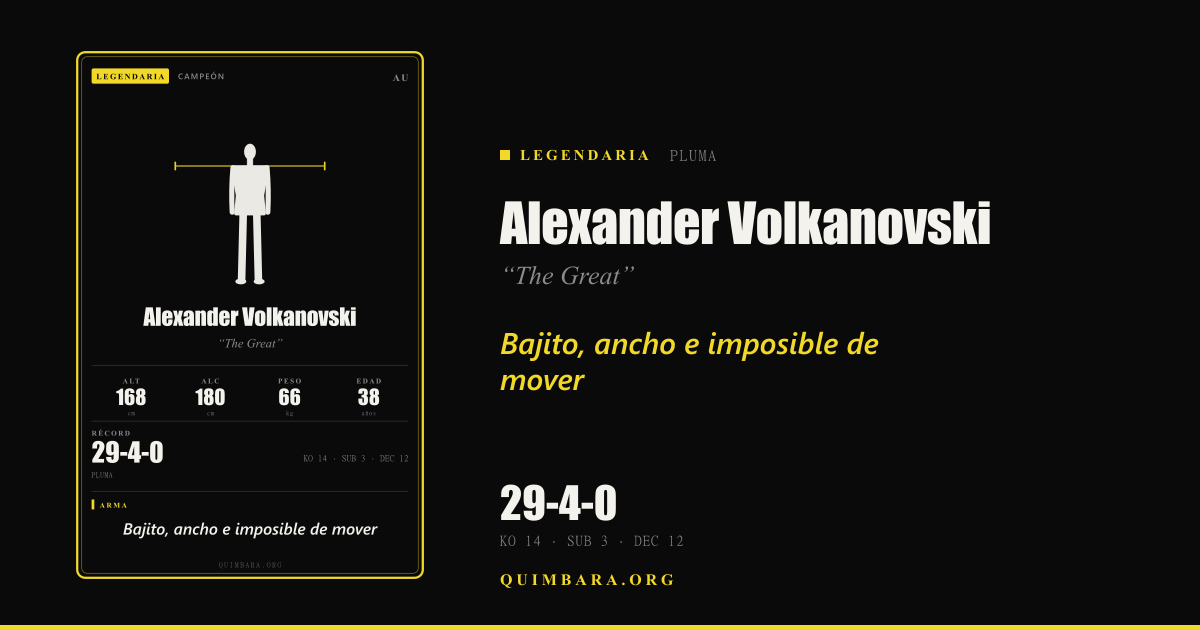 LEGENDARIA CAMPEÓN AU
Alexander Volkanovski
“The Great”
ALT ALC PESO EDAD
168 180 66 38
cm cm kg años
RÉCORD
29-4-0
KO 14 · SUB 3 · DEC 12
PLUMA
ARMA
Bajito, ancho e imposible de mover
QUIMBARA.ORG
LEGENDARIA PLUMA
Alexander Volkanovski
“The Great”
Bajito, ancho e imposible de
mover
29-4-0
KO 14 · SUB 3 · DEC 12
QUIMBARA.ORG